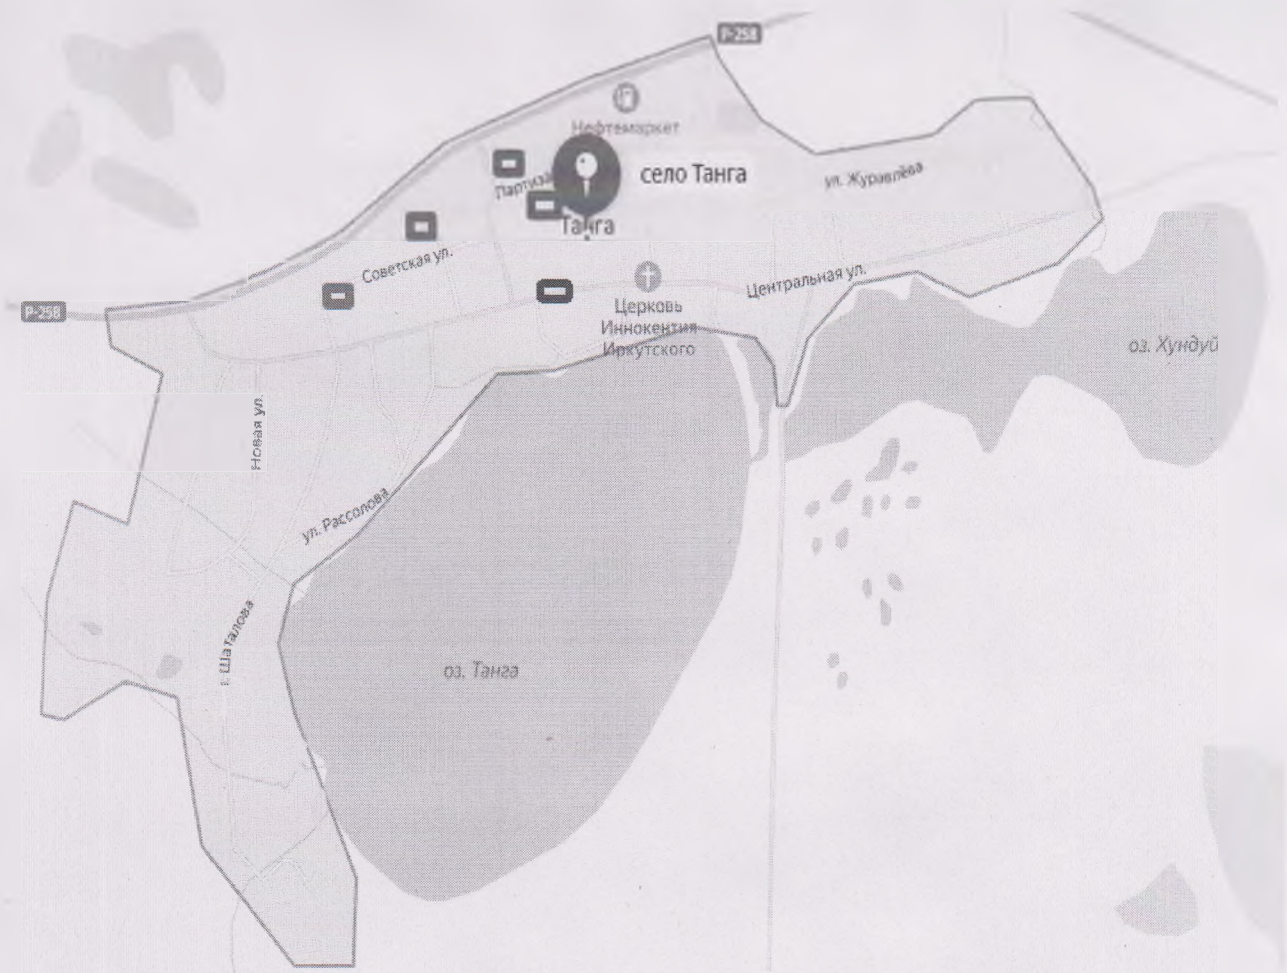 Р-258
Нефтемаркет
село Танга
ул. Журавлёва
Танга
Советская ул.
Центральная ул.
Р-258
Церковь
Иннокентия
Иркутского
оз. Хундуй
Новая ул.
ул. Рассолова
Шаталова
оз. Танга